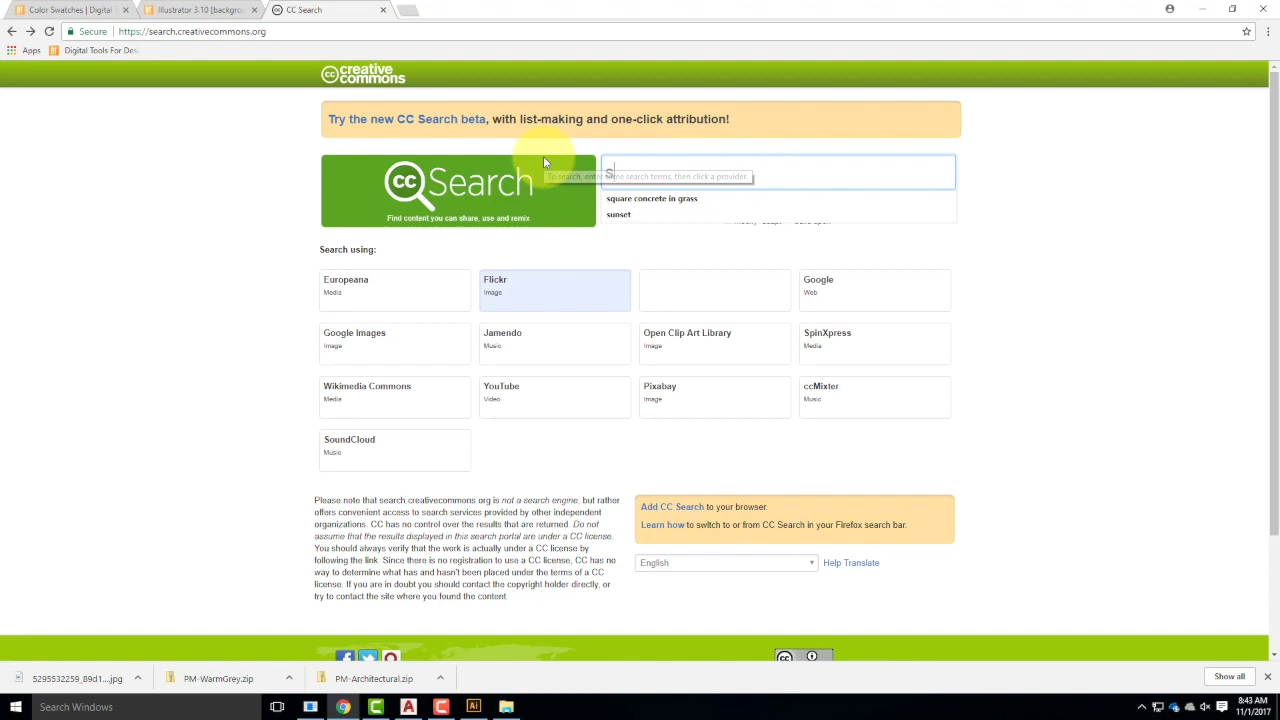 Color Swatches | Digital
Illustrator 3.10 [backgro
CC Search
Secure
https://search.creativecommons.org
Apps
Digital Tools For Des
creative commons
Try the new CC Search beta, with list-making and one-click attribution!
cc Search
Find content you can share, use and remix
S
To search, enter some search terms, then click a provider.
square concrete in grass
sunset
Search using:
Europeana
Media
Flickr
Image
Google
Web
Google Images
Image
Jamendo
Music
Open Clip Art Library
Image
SpinXpress
Media
Wikimedia Commons
Media
YouTube
Video
Pixabay
Image
ccMixter
Music
SoundCloud
Music
Please note that search.creativecommons.org is not a search engine, but rather
offers convenient access to search services provided by other independent
organizations. CC has no control over the results that are returned. Do not
assume that the results displayed in this search portal are under a CC license.
You should always verify that the work is actually under a CC license by
following the link. Since there is no registration to use a CC license, CC has no
way to determine what has and hasn't been placed under the terms of a CC
license. If you are in doubt you should contact the copyright holder directly, or
try to contact the site where you found the content.
Add CC Search to your browser.
Learn how to switch to or from CC Search in your Firefox search bar.
English
Help Translate
5295532259_89d1....jpg
PM-WarmGrey.zip
PM-Architectural.zip
Show all
Search Windows
8:43 AM
11/1/2017